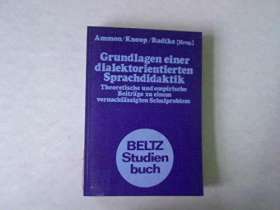 Ammon/Knoop/Radtke [Hrsg.]
Grundlagen einer
dialektorientierten
Sprachdidaktik
Theoretische und empirische
Beiträge zu einem
vernachlässigten Schulproblem
BELTZ
Studien
buch